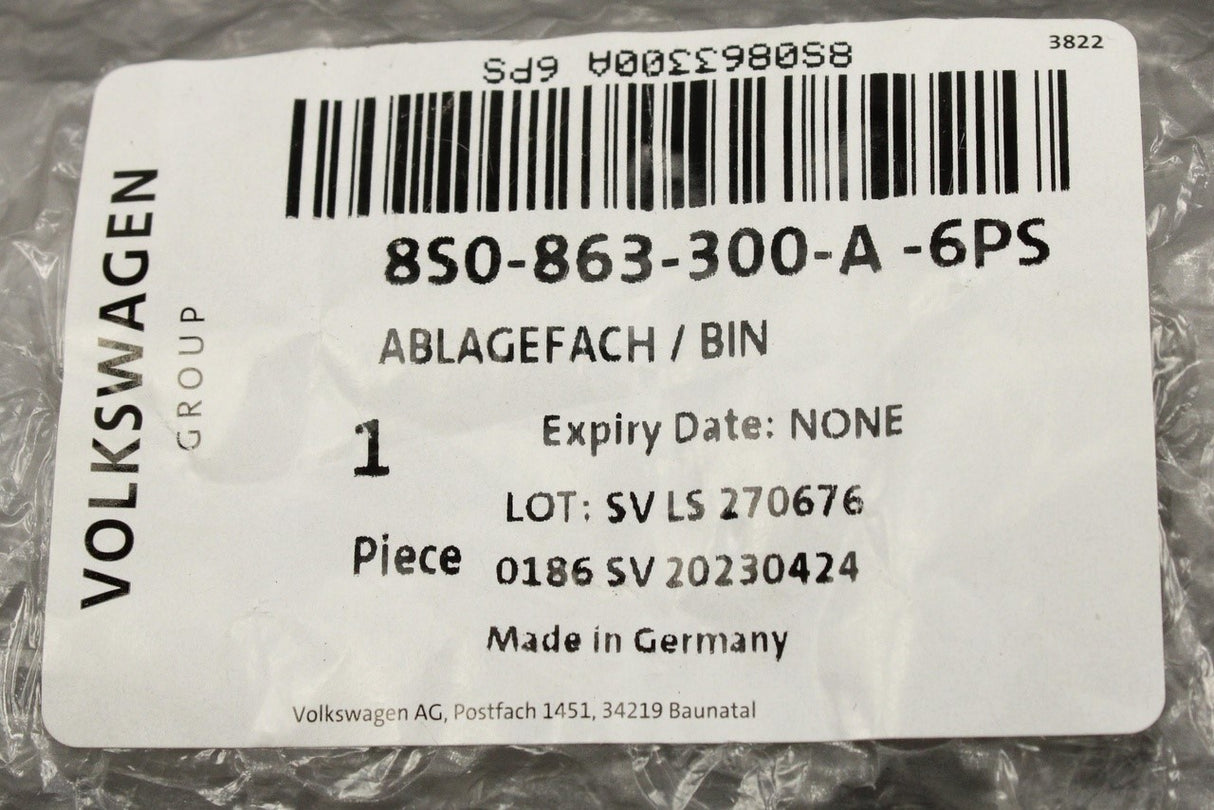 3822
8S0863300A 6PS
8S0-863-300-A -6PS
ABLAGEFACH / BIN
1
Expiry Date: NONE
LOT: SV LS 270676
Piece
0186 SV 20230424
Made in Germany
Volkswagen AG, Postfach 1451, 34219 Baunatal
VOLKSWAGEN
GROUP